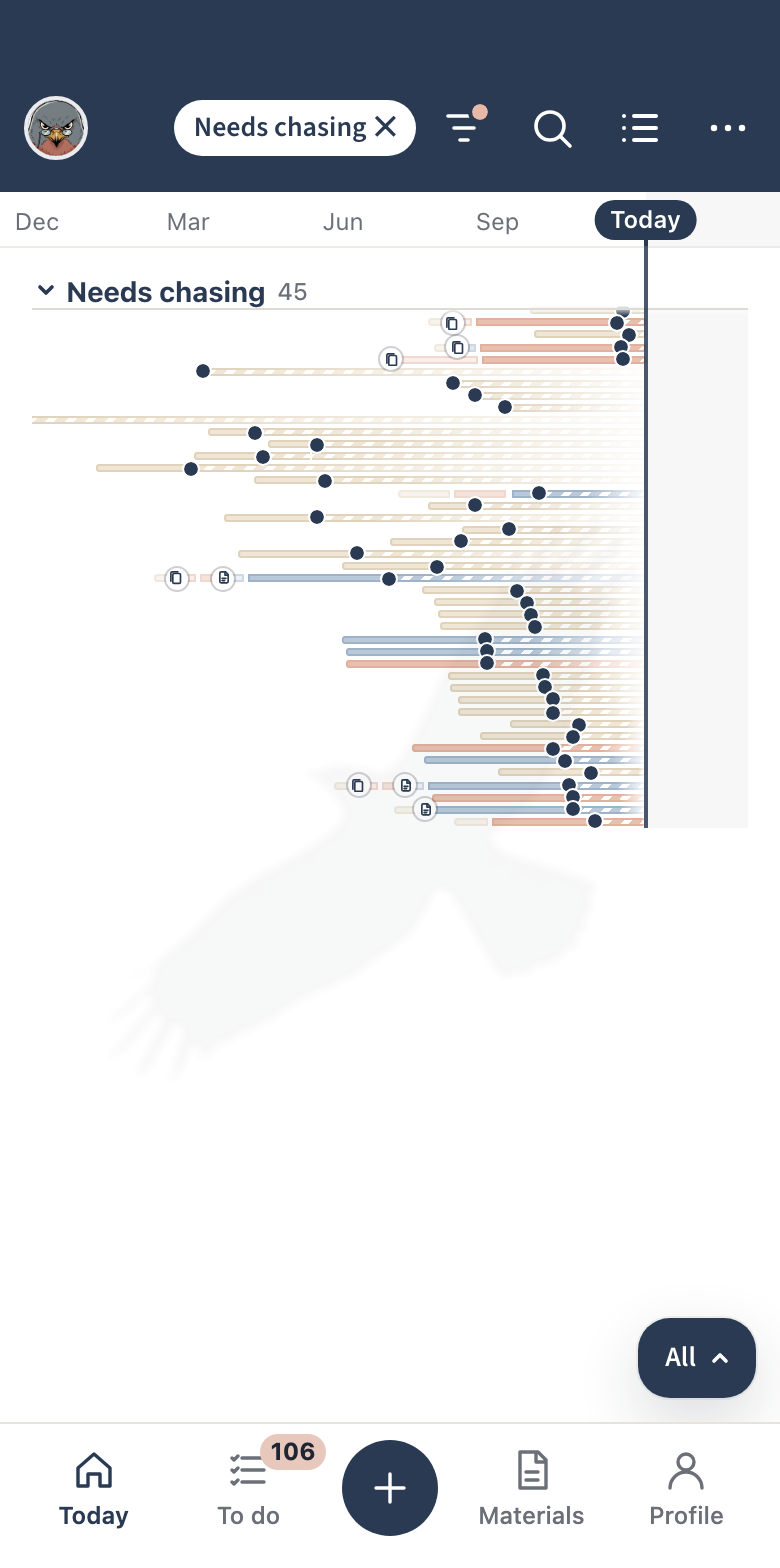 Needs chasing
Dec Mar Jun Sep Today
Needs chasing 45
All
106
Today To do Materials Profile